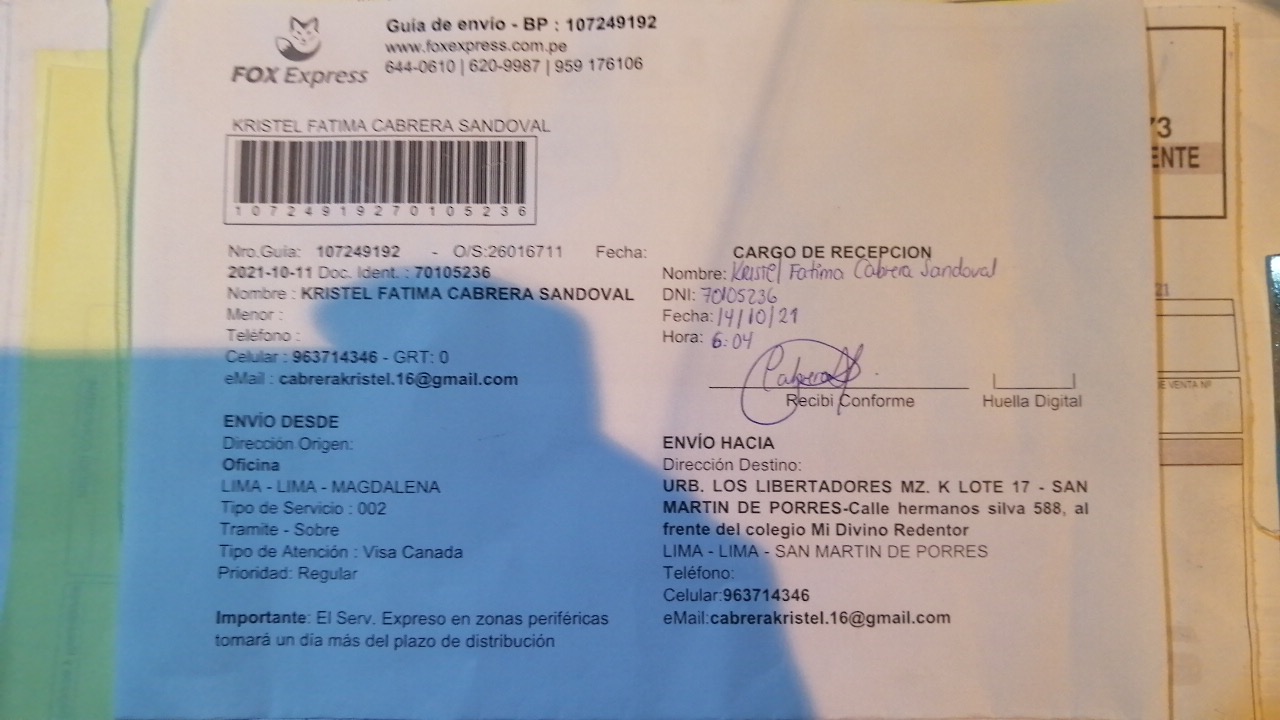 FOX Express
Guía de envío - BP : 107249192
www.foxexpress.com.pe
644-0610 | 620-9987 | 959 176106
KRISTEL FATIMA CABRERA SANDOVAL
10724919270105236
Nro.Guía: 107249192 - O/S:26016711 Fecha:
2021-10-11 Doc. Ident. : 70105236
Nombre : KRISTEL FATIMA CABRERA SANDOVAL
Menor :
Teléfono :
Celular : 963714346 - GRT: 0
eMail : cabrerakristel.16@gmail.com
CARGO DE RECEPCION
Nombre: Kristel Fatima Cabrera Sandoval
DNI: 70105236
Fecha: 14/10/21
Hora: 6:04
Recibi Conforme
Huella Digital
ENVÍO DESDE
Dirección Origen:
Oficina
LIMA - LIMA - MAGDALENA
Tipo de Servicio : 002
Tramite - Sobre
Tipo de Atención : Visa Canada
Prioridad: Regular
Importante: El Serv. Expreso en zonas periféricas
tomará un día más del plazo de distribución
ENVÍO HACIA
Dirección Destino:
URB. LOS LIBERTADORES MZ. K LOTE 17 - SAN
MARTIN DE PORRES-Calle hermanos silva 588, al
frente del colegio Mi Divino Redentor
LIMA - LIMA - SAN MARTIN DE PORRES
Teléfono:
Celular:963714346
eMail:cabrerakristel.16@gmail.com
73
ENTE
21
E VENTA Nº